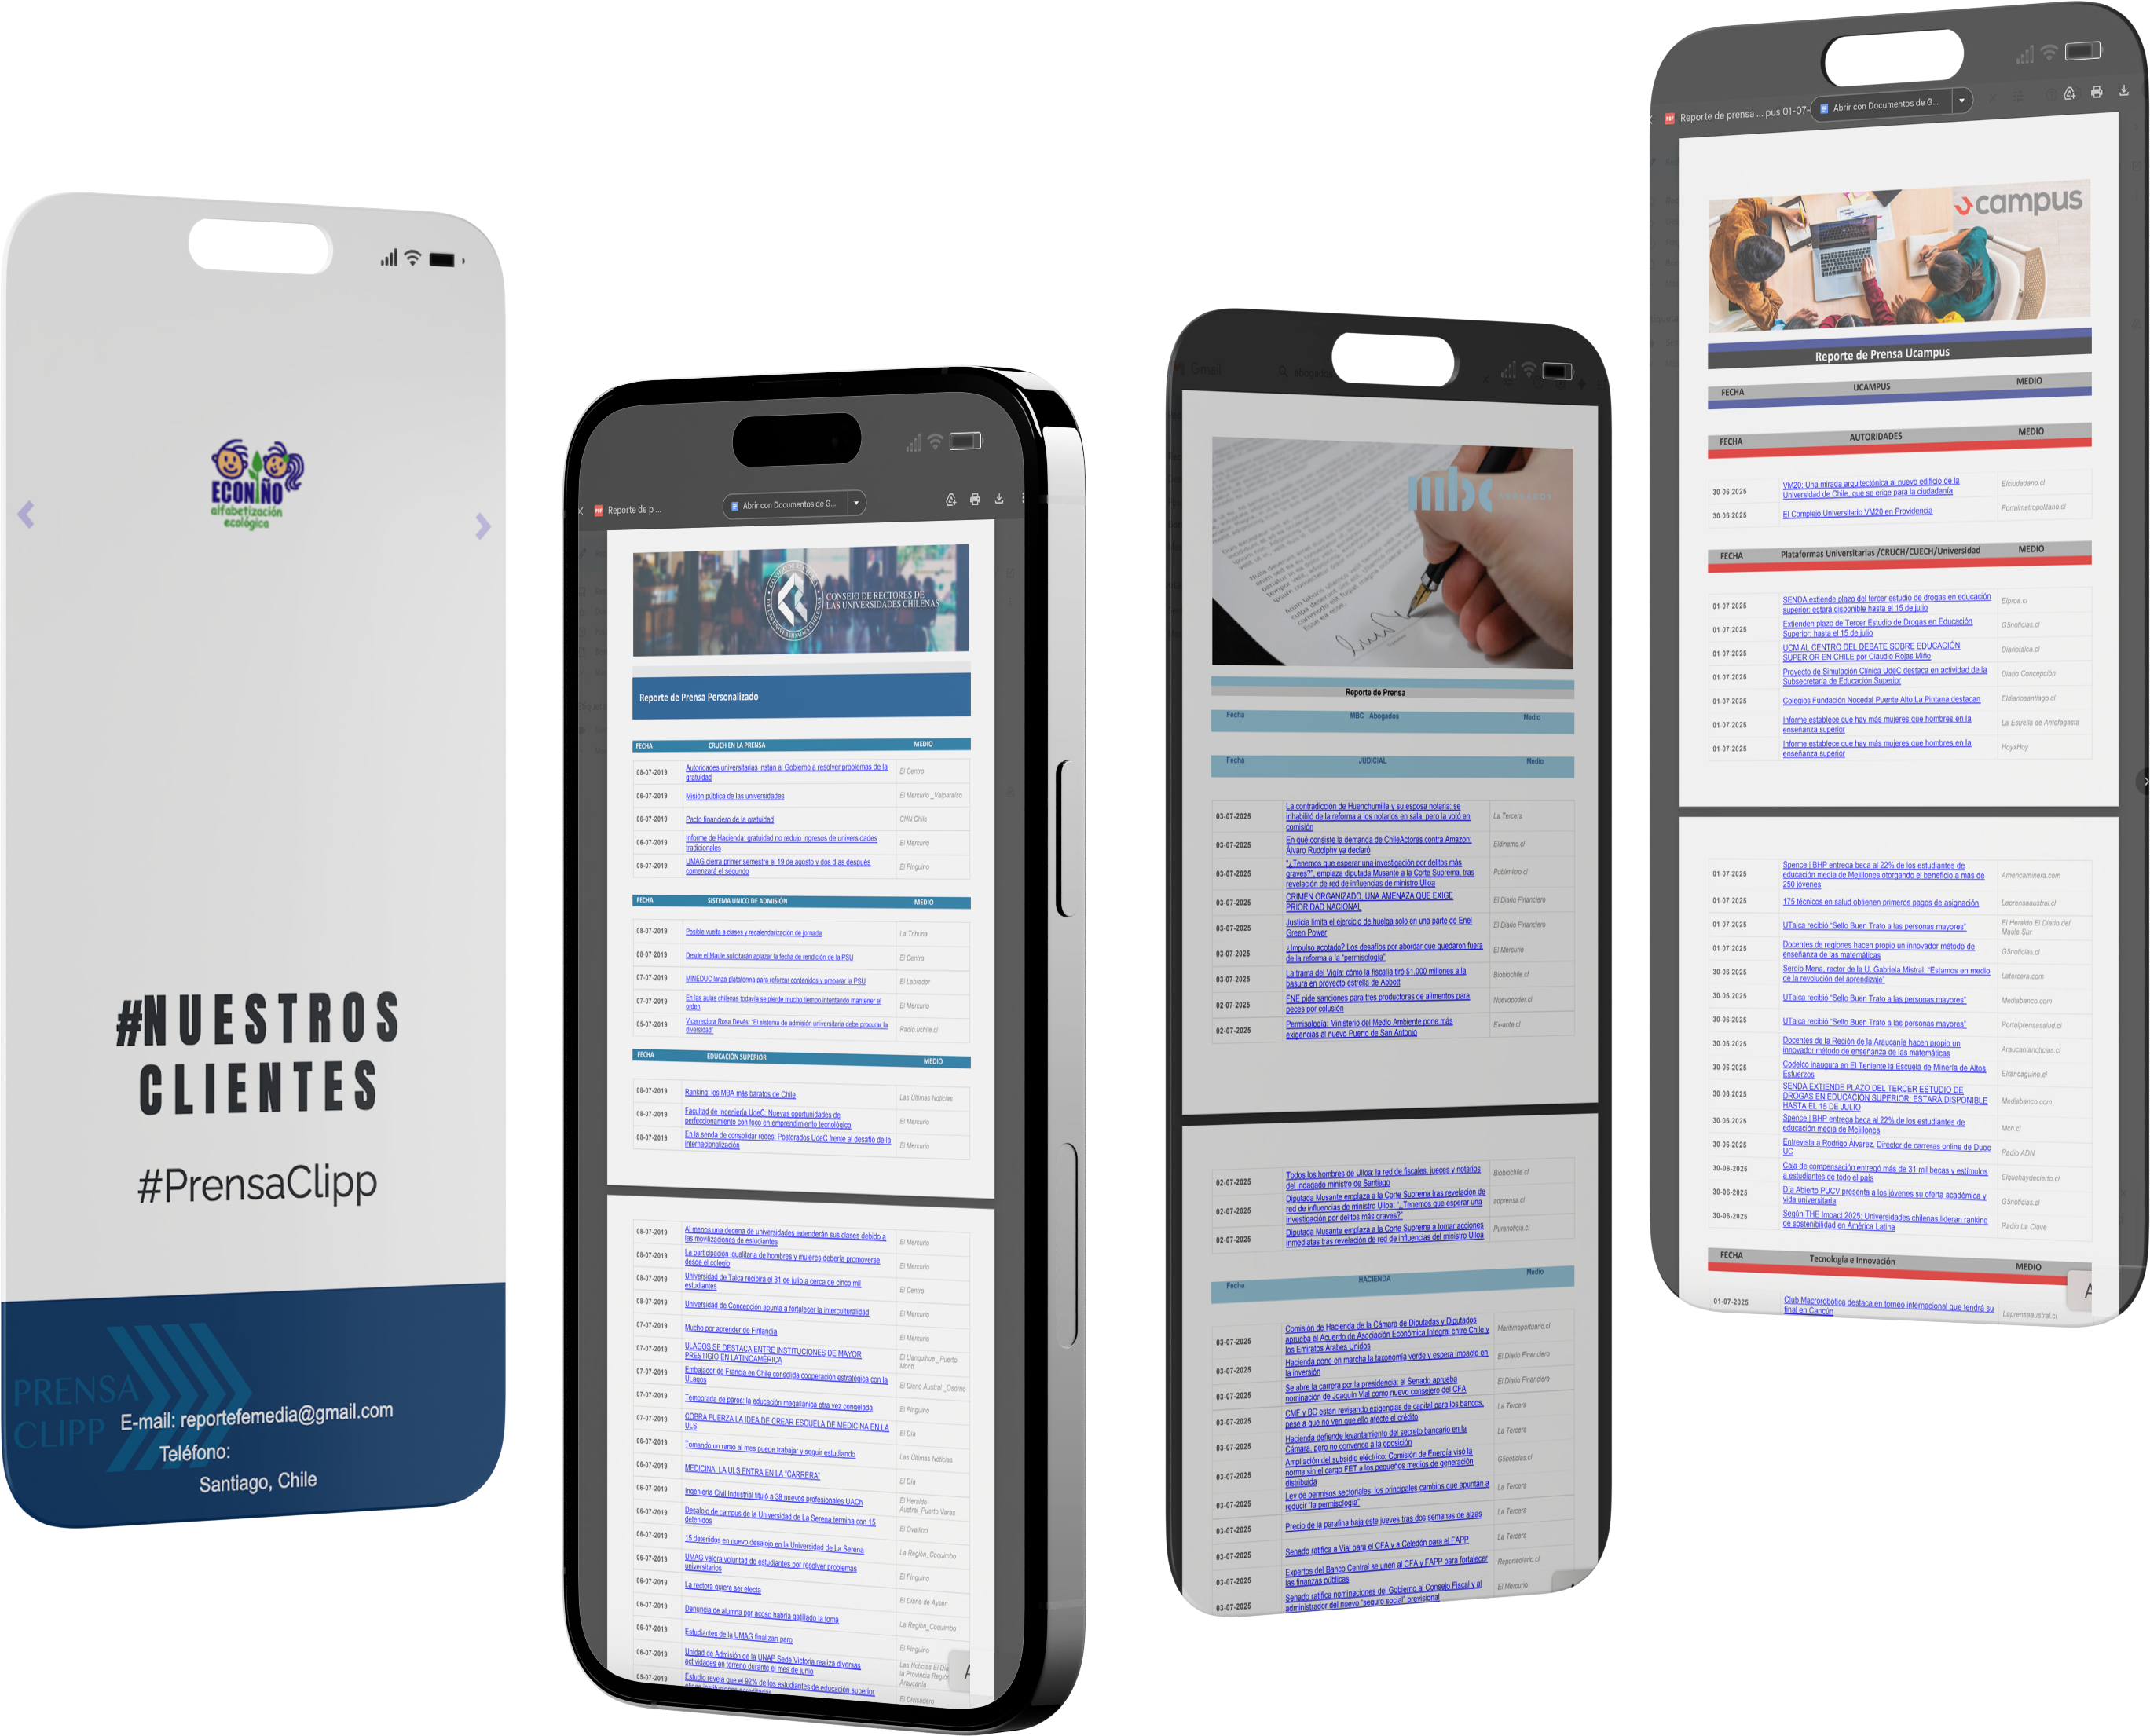 ECONIÑO
alfabetización
ecológica
#NUESTROS
CLIENTES
#PrensaClipp
PRENSA
CLIPP
E-mail: reportefemedia@gmail.com
Teléfono:
Santiago, Chile
Reporte de p ...
Abrir con Documentos de G...
CONSEJO DE RECTORES DE
LAS UNIVERSIDADES CHILENAS
Reporte de Prensa Personalizado
FECHA CRUCH EN LA PRENSA MEDIO
08-07-2019 Autoridades universitarias instan al Gobierno a resolver problemas de la gratuidad El Centro
06-07-2019 Misión pública de las universidades El Mercurio _Valparaíso
06-07-2019 Pacto financiero de la gratuidad CNN Chile
06-07-2019 Informe de Hacienda: gratuidad no redujo ingresos de universidades tradicionales El Mercurio
05-07-2019 UMAG cierra primer semestre el 19 de agosto y dos días después comenzará el segundo El Pinguino
FECHA SISTEMA UNICO DE ADMISIÓN MEDIO
08-07-2019 Posible vuelta a clases y recalendarización de jornada La Tribuna
08-07-2019 Desde el Maule solicitarán aplazar la fecha de rendición de la PSU El Centro
07-07-2019 MINEDUC lanza plataforma para reforzar contenidos y preparar la PSU El Labrador
07-07-2019 En las aulas chilenas todavía se pierde mucho tiempo intentando mantener el orden El Mercurio
05-07-2019 Vicerrectora Rosa Devés: "El sistema de admisión universitaria debe procurar la diversidad" Radio.uchile.cl
FECHA EDUCACIÓN SUPERIOR MEDIO
08-07-2019 Ranking: los MBA más baratos de Chile Las Últimas Noticias
08-07-2019 Facultad de Ingeniería UdeC: Nuevas oportunidades de perfeccionamiento con foco en emprendimiento tecnológico El Mercurio
08-07-2019 En la senda de consolidar redes: Postgrados UdeC frente al desafío de la internacionalización El Mercurio
08-07-2019 Al menos una decena de universidades extenderán sus clases debido a las movilizaciones de estudiantes El Mercurio
08-07-2019 La participación igualitaria de hombres y mujeres debería promoverse desde el colegio El Mercurio
08-07-2019 Universidad de Talca recibirá el 31 de julio a cerca de cinco mil estudiantes El Centro
08-07-2019 Universidad de Concepción apunta a fortalecer la interculturalidad El Mercurio
07-07-2019 Mucho por aprender de Finlandia El Mercurio
07-07-2019 ULAGOS SE DESTACA ENTRE INSTITUCIONES DE MAYOR PRESTIGIO EN LATINOAMÉRICA El Llanquihue _Puerto Montt
07-07-2019 Embajador de Francia en Chile consolida cooperación estratégica con la ULagos El Diario Austral _Osorno
07-07-2019 Temporada de paros: la educación magallánica otra vez congelada El Pinguino
07-07-2019 COBRA FUERZA LA IDEA DE CREAR ESCUELA DE MEDICINA EN LA ULS El Día
06-07-2019 Tomando un ramo al mes puede trabajar y seguir estudiando Las Últimas Noticias
06-07-2019 MEDICINA: LA ULS ENTRA EN LA "CARRERA" El Día
06-07-2019 Ingeniería Civil Industrial tituló a 38 nuevos profesionales UACh El Heraldo Austral_Puerto Varas
06-07-2019 Desalojo de campus de la Universidad de La Serena termina con 15 detenidos El Ovallino
06-07-2019 15 detenidos en nuevo desalojo en la Universidad de La Serena La Región_Coquimbo
06-07-2019 UMAG valora voluntad de estudiantes por resolver problemas universitarios El Pinguino
06-07-2019 La rectora quiere ser electa El Diario de Aysén
06-07-2019 Denuncia de alumna por acoso habría gatillado la toma La Región_Coquimbo
06-07-2019 Estudiantes de la UMAG finalizan paro El Pinguino
06-07-2019 Unidad de Admisión de la UNAP Sede Victoria realiza diversas actividades en terreno durante el mes de junio Las Noticias El Dia la Provincia Región Araucanía
05-07-2019 Estudio revela que el 92% de los estudiantes de educación superior El Divisadero
Gmail
mbc ABOGADOS
Reporte de Prensa
Fecha MBC Abogados Medio
Fecha JUDICIAL Medio
03-07-2025 La contradicción de Huenchumilla y su esposa notaria: se inhabilitó de la reforma a los notarios en sala, pero la votó en comisión La Tercera
03-07-2025 En qué consiste la demanda de ChileActores contra Amazon: Álvaro Rudolphy ya declaró Eldinamo.cl
03-07-2025 "¿Tenemos que esperar una investigación por delitos más graves?", emplaza diputada Musante a la Corte Suprema, tras revelación de red de influencias de ministro Ulloa Publimicro.cl
03-07-2025 CRIMEN ORGANIZADO, UNA AMENAZA QUE EXIGE PRIORIDAD NACIONAL El Diario Financiero
03-07-2025 Justicia limita el ejercicio de huelga solo en una parte de Enel Green Power El Diario Financiero
03 07 2025 ¿Impulso acotado? Los desafíos por abordar que quedaron fuera de la reforma a la "permisología" El Mercurio
03 07 2025 La trama del Vigía: cómo la fiscalía tiró $1.000 millones a la basura en proyecto estrella de Abbott Biobiochile.cl
02 07 2025 FNE pide sanciones para tres productoras de alimentos para peces por colusión Nuevopoder.cl
02-07-2025 Permisología: Ministerio del Medio Ambiente pone más exigencias al nuevo Puerto de San Antonio Ex-ante.cl
02-07-2025 Todos los hombres de Ulloa: la red de fiscales, jueces y notarios del indagado ministro de Santiago Biobiochile.cl
02-07-2025 Diputada Musante emplaza a la Corte Suprema tras revelación de red de influencias de ministro Ulloa: "¿Tenemos que esperar una investigación por delitos más graves?" adprensa.cl
02-07-2025 Diputada Musante emplaza a la Corte Suprema a tomar acciones inmediatas tras revelación de red de influencias del ministro Ulloa Puranoticia.cl
Fecha HACIENDA Medio
03-07-2025 Comisión de Hacienda de la Cámara de Diputadas y Diputados aprueba el Acuerdo de Asociación Económica Integral entre Chile y los Emiratos Árabes Unidos Maritimoportuario.cl
03-07-2025 Hacienda pone en marcha la taxonomía verde y espera impacto en la inversión El Diario Financiero
03-07-2025 Se abre la carrera por la presidencia: el Senado aprueba nominación de Joaquín Vial como nuevo consejero del CFA El Diario Financiero
03-07-2025 CMF y BC están revisando exigencias de capital para los bancos, pese a que no ven que ello afecte el crédito La Tercera
03-07-2025 Hacienda defiende levantamiento del secreto bancario en la Cámara, pero no convence a la oposición La Tercera
03-07-2025 Ampliación del subsidio eléctrico: Comisión de Energía visó la norma sin el cargo FET a los pequeños medios de generación distribuida G5noticias.cl
03-07-2025 Ley de permisos sectoriales: los principales cambios que apuntan a reducir "la permisología" La Tercera
03-07-2025 Precio de la parafina baja este jueves tras dos semanas de alzas La Tercera
03-07-2025 Senado ratifica a Vial para el CFA y a Celedón para el FAPP La Tercera
03-07-2025 Expertos del Banco Central se unen al CFA y FAPP para fortalecer las finanzas públicas Reportediario.cl
03-07-2025 Senado ratifica nominaciones del Gobierno al Consejo Fiscal y al administrador del nuevo "seguro social" previsional El Mercurio
Reporte de prensa ... pus 01-07-
Abrir con Documentos de G...
ucampus
Reporte de Prensa Ucampus
FECHA UCAMPUS MEDIO
FECHA AUTORIDADES MEDIO
30 06 2025 VM20: Una mirada arquitectónica al nuevo edificio de la Universidad de Chile, que se erige para la ciudadanía Elciudadano.cl
30 06 2025 El Complejo Universitario VM20 en Providencia Portalmetropolitano.cl
FECHA Plataformas Universitarias /CRUCH/CUECH/Universidad MEDIO
01 07 2025 SENDA extiende plazo del tercer estudio de drogas en educación superior: estará disponible hasta el 15 de julio Elproa.cl
01 07 2025 Extienden plazo de Tercer Estudio de Drogas en Educación Superior: hasta el 15 de julio G5noticias.cl
01 07 2025 UCM AL CENTRO DEL DEBATE SOBRE EDUCACIÓN SUPERIOR EN CHILE por Claudio Rojas Miño Diariotalca.cl
01 07 2025 Proyecto de Simulación Clínica UdeC destaca en actividad de la Subsecretaría de Educación Superior Diario Concepción
01 07 2025 Colegios Fundación Nocedal Puente Alto La Pintana destacan Eldiariosantiago.cl
01 07 2025 Informe establece que hay más mujeres que hombres en la enseñanza superior La Estrella de Antofagasta
01 07 2025 Informe establece que hay más mujeres que hombres en la enseñanza superior HoyxHoy
01 07 2025 Spence | BHP entrega beca al 22% de los estudiantes de educación media de Mejillones otorgando el beneficio a más de 250 jóvenes Americaminera.com
01 07 2025 175 técnicos en salud obtienen primeros pagos de asignación Laprensaaustral.cl
01 07 2025 UTalca recibió "Sello Buen Trato a las personas mayores" El Heraldo El Diario del Maule Sur
01 07 2025 Docentes de regiones hacen propio un innovador método de enseñanza de las matemáticas G5noticias.cl
30 06 2025 Sergio Mena, rector de la U. Gabriela Mistral: "Estamos en medio de la revolución del aprendizaje" Latercera.com
30 06 2025 UTalca recibió "Sello Buen Trato a las personas mayores" Mediabanco.com
30 06 2025 UTalca recibió "Sello Buen Trato a las personas mayores" Portalprensasalud.cl
30 06 2025 Docentes de la Región de la Araucanía hacen propio un innovador método de enseñanza de las matemáticas Araucanianoticias.cl
30 06 2025 Codelco inaugura en El Teniente la Escuela de Minería de Altos Esfuerzos Elrancaguino.cl
30 06 2025 SENDA EXTIENDE PLAZO DEL TERCER ESTUDIO DE DROGAS EN EDUCACIÓN SUPERIOR: ESTARÁ DISPONIBLE HASTA EL 15 DE JULIO Mediabanco.com
30-06-2025 Spence | BHP entrega beca al 22% de los estudiantes de educación media de Mejillones Mch.cl
30 06 2025 Entrevista a Rodrigo Álvarez, Director de carreras online de Duoc UC Radio ADN
30-06-2025 Caja de compensación entregó más de 31 mil becas y estímulos a estudiantes de todo el país Elquehaydecierto.cl
30-06-2025 Día Abierto PUCV presenta a los jóvenes su oferta académica y vida universitaria G5noticias.cl
30-06-2025 Según THE Impact 2025: Universidades chilenas lideran ranking de sostenibilidad en América Latina Radio La Clave
FECHA Tecnología e Innovación MEDIO
01-07-2025 Club Macrorobótica destaca en torneo internacional que tendrá su final en Cancún Laprensaaustral.cl